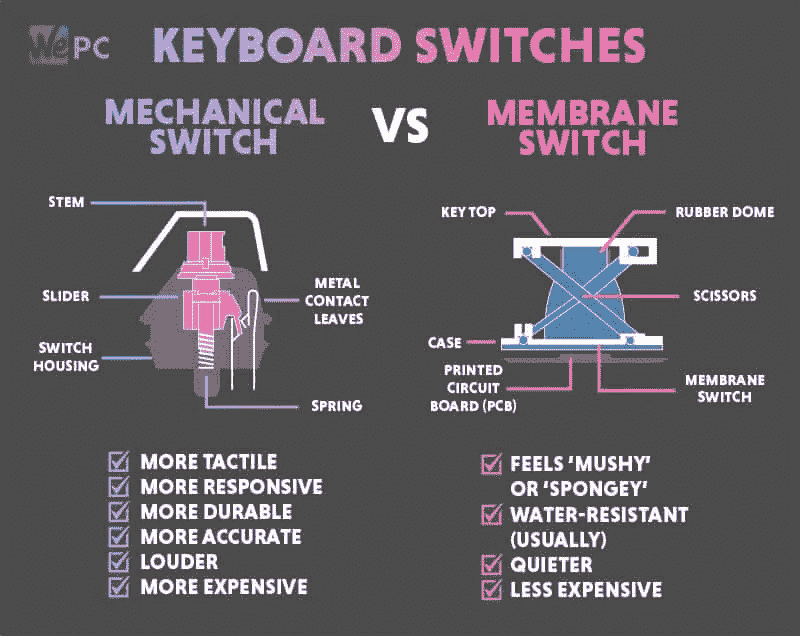 WePC
KEYBOARD SWITCHES
MECHANICAL
SWITCH
VS
MEMBRANE
SWITCH
STEM
SLIDER
SWITCH
HOUSING
METAL
CONTACT
LEAVES
SPRING
KEY TOP
RUBBER DOME
SCISSORS
CASE
PRINTED
CIRCUIT
BOARD (PCB)
MEMBRANE
SWITCH
MORE TACTILE
MORE RESPONSIVE
MORE DURABLE
MORE ACCURATE
LOUDER
MORE EXPENSIVE
FEELS ‘MUSHY’
OR ‘SPONGEY’
WATER-RESISTANT
(USUALLY)
QUIETER
LESS EXPENSIVE